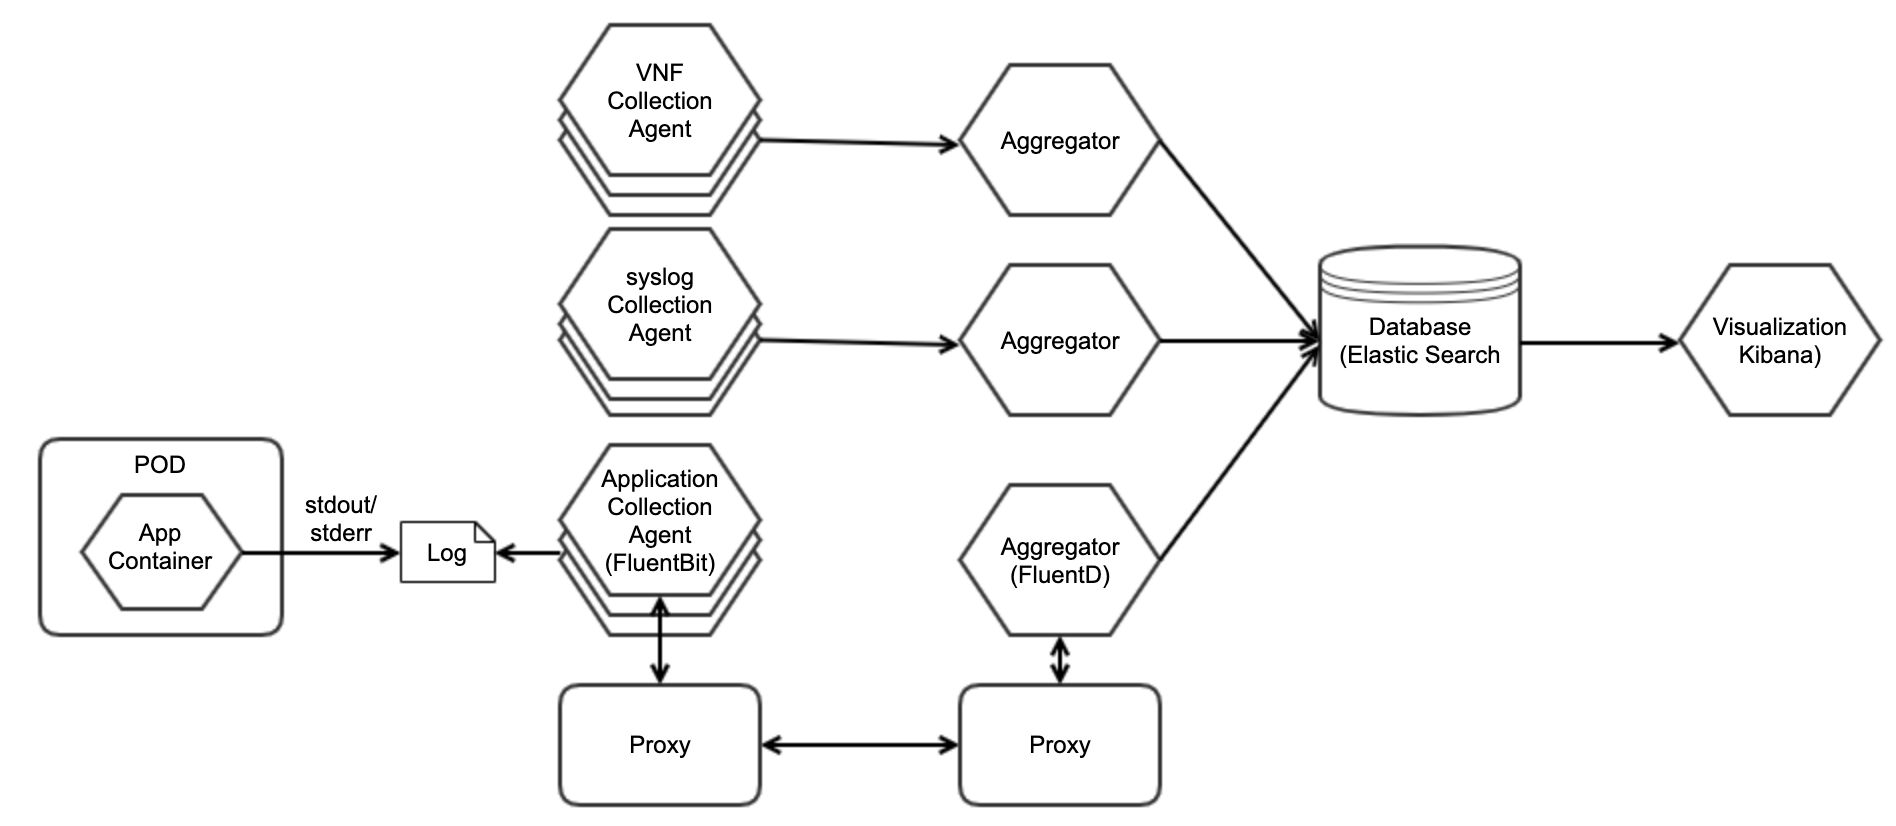 VNF
Collection
Agent
Aggregator
syslog
Collection
Agent
Aggregator
Database
(Elastic Search
Visualization
Kibana)
POD
App
Container
stdout/
stderr
Log
Application
Collection
Agent
(FluentBit)
Aggregator
(FluentD)
Proxy
Proxy